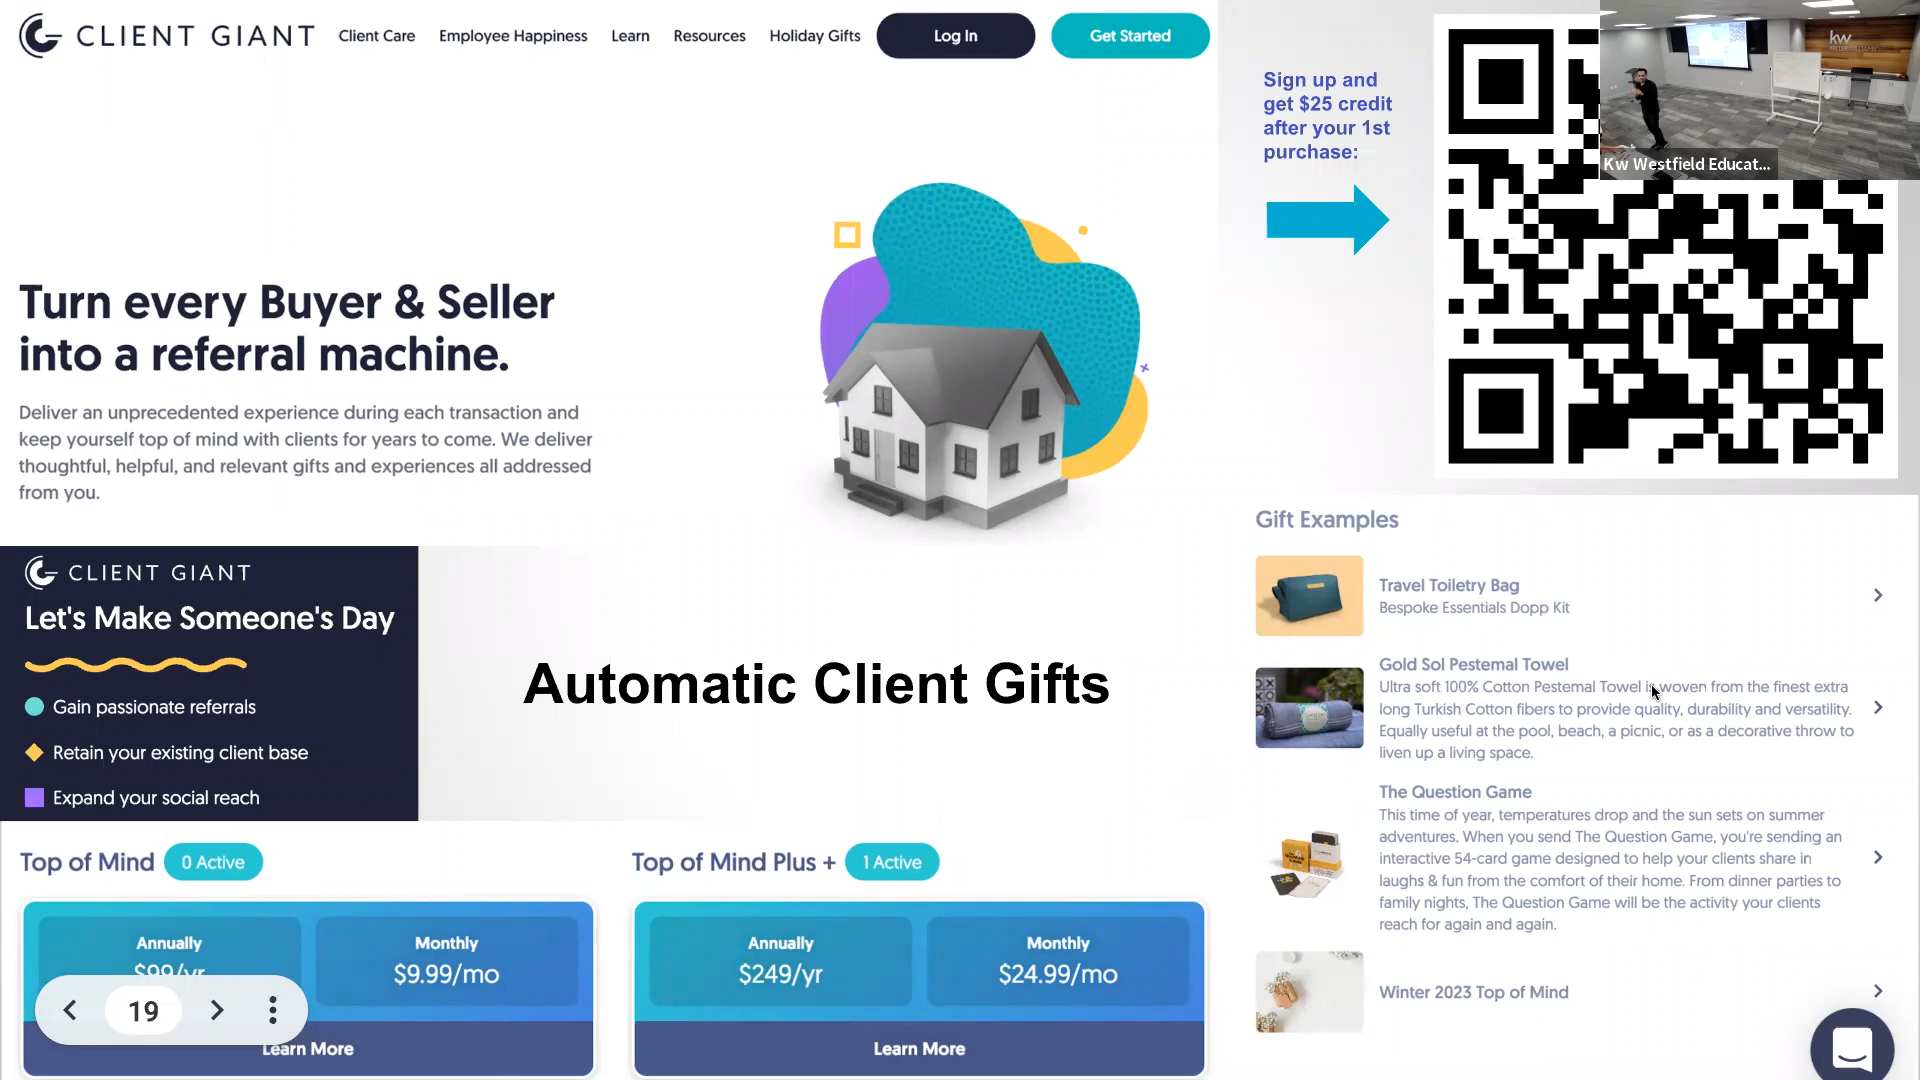 CLIENT GIANT
Client Care
Employee Happiness
Learn
Resources
Holiday Gifts
Log In
Get Started
Sign up and
get $25 credit
after your 1st
purchase:
kw
Kw Westfield Educat...
Turn every Buyer & Seller
into a referral machine.
Deliver an unprecedented experience during each transaction and
keep yourself top of mind with clients for years to come. We deliver
thoughtful, helpful, and relevant gifts and experiences all addressed
from you.
CLIENT GIANT
Let's Make Someone's Day
Gain passionate referrals
Retain your existing client base
Expand your social reach
Automatic Client Gifts
Gift Examples
Travel Toiletry Bag
Bespoke Essentials Dopp Kit
Gold Sol Pestemal Towel
Ultra soft 100% Cotton Pestemal Towel is woven from the finest extra
long Turkish Cotton fibers to provide quality, durability and versatility.
Equally useful at the pool, beach, a picnic, or as a decorative throw to
liven up a living space.
The Question Game
This time of year, temperatures drop and the sun sets on summer
adventures. When you send The Question Game, you're sending an
interactive 54-card game designed to help your clients share in
laughs & fun from the comfort of their home. From dinner parties to
family nights, The Question Game will be the activity your clients
reach for again and again.
Winter 2023 Top of Mind
Top of Mind
0 Active
Annually
$99/yr
Monthly
$9.99/mo
Learn More
Top of Mind Plus +
1 Active
Annually
$249/yr
Monthly
$24.99/mo
Learn More
19